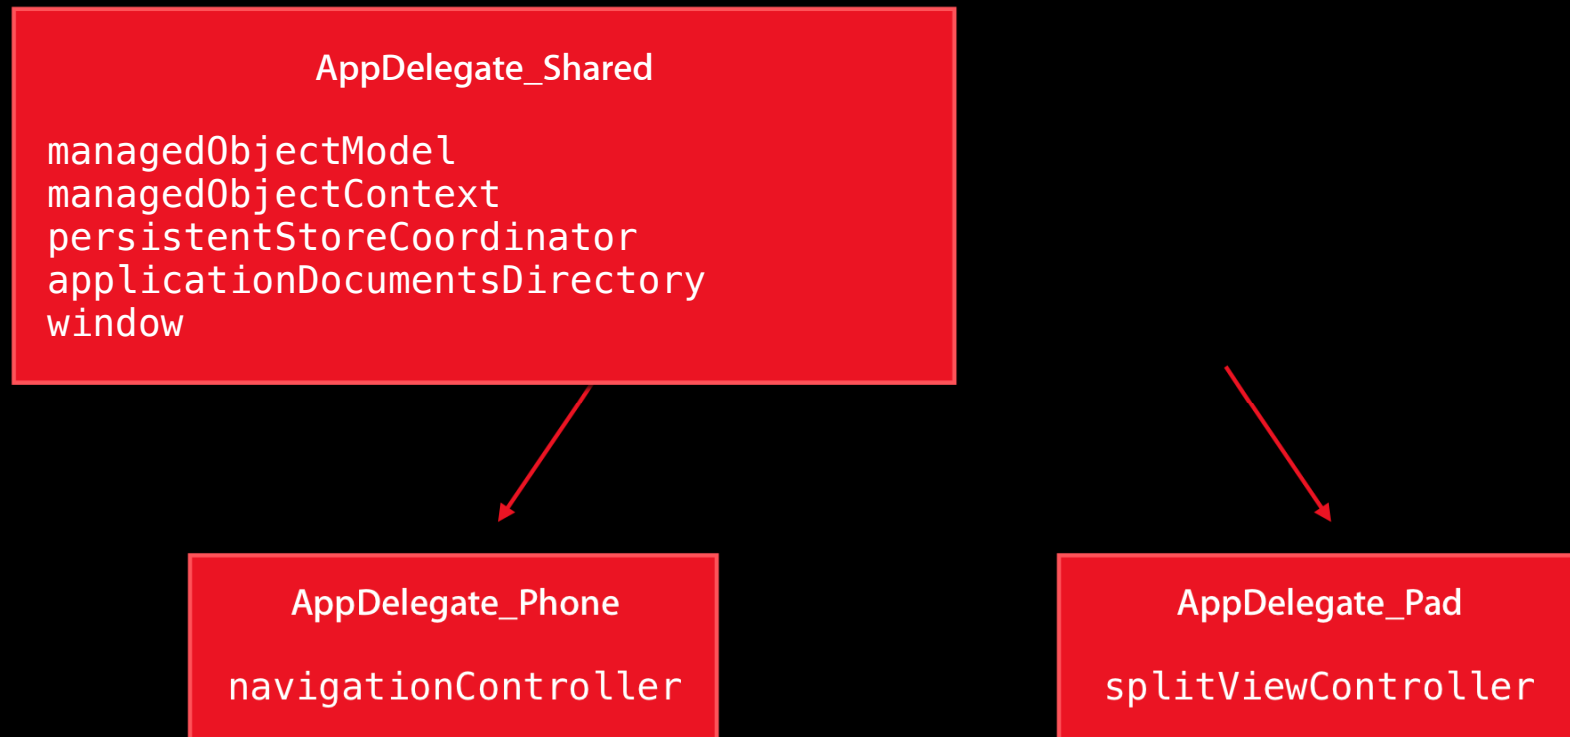 AppDelegate_Shared
managedObjectModel
managedObjectContext
persistentStoreCoordinator
applicationDocumentsDirectory
window
AppDelegate_Phone
navigationController
AppDelegate_Pad
splitViewController